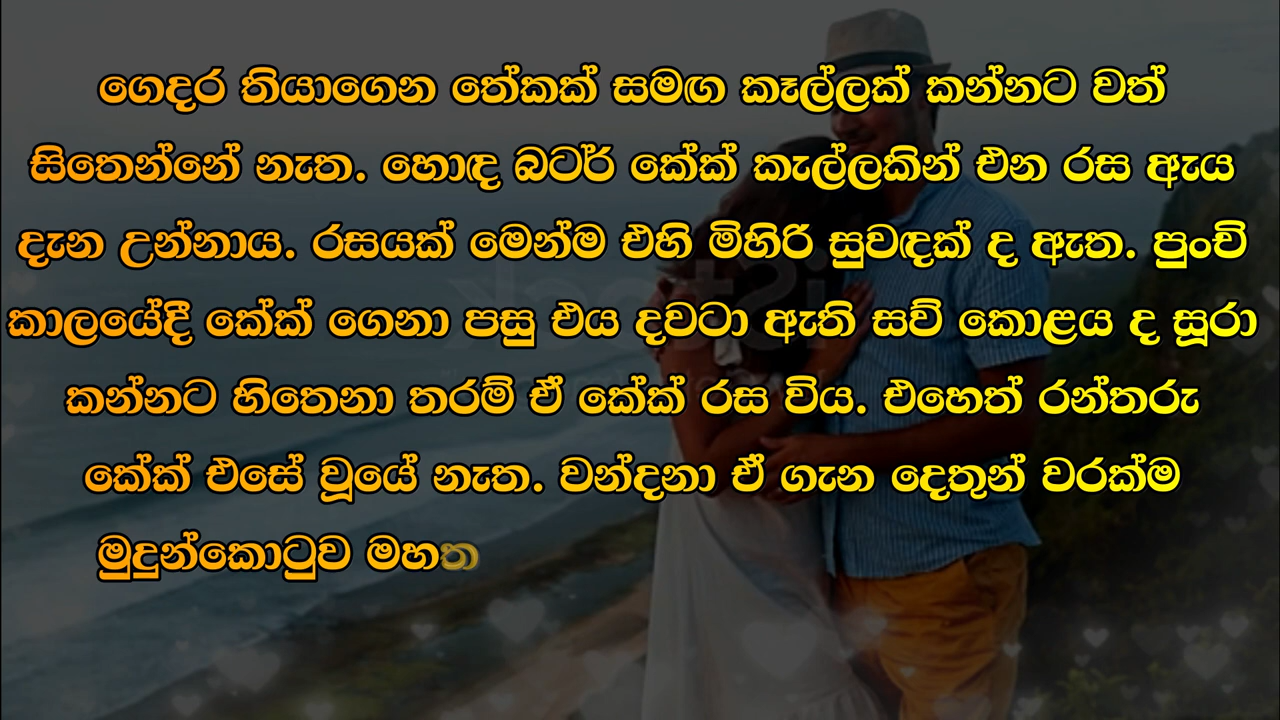 ගෙදර තියාගෙන තේකක් සමඟ කෑල්ලක් කන්නට වත්
සිතෙන්නේ නැත. හොඳ බටර් කේක් කැල්ලකින් එන රස ඇය
දැන උන්නාය. රසයක් මෙන්ම එහි මිහිරි සුවඳක් ද ඇත. පුංචි
කාලයේදී කේක් ගෙනා පසු එය දවටා ඇති සව් කොළය ද සූරා
කන්නට හිතෙනා තරම් ඒ කේක් රස විය. එහෙත් රන්තරු
කේක් එසේ වූයේ නැත. වන්දනා ඒ ගැන දෙතුන් වරක්ම
මුදුන්කොටුව මහත